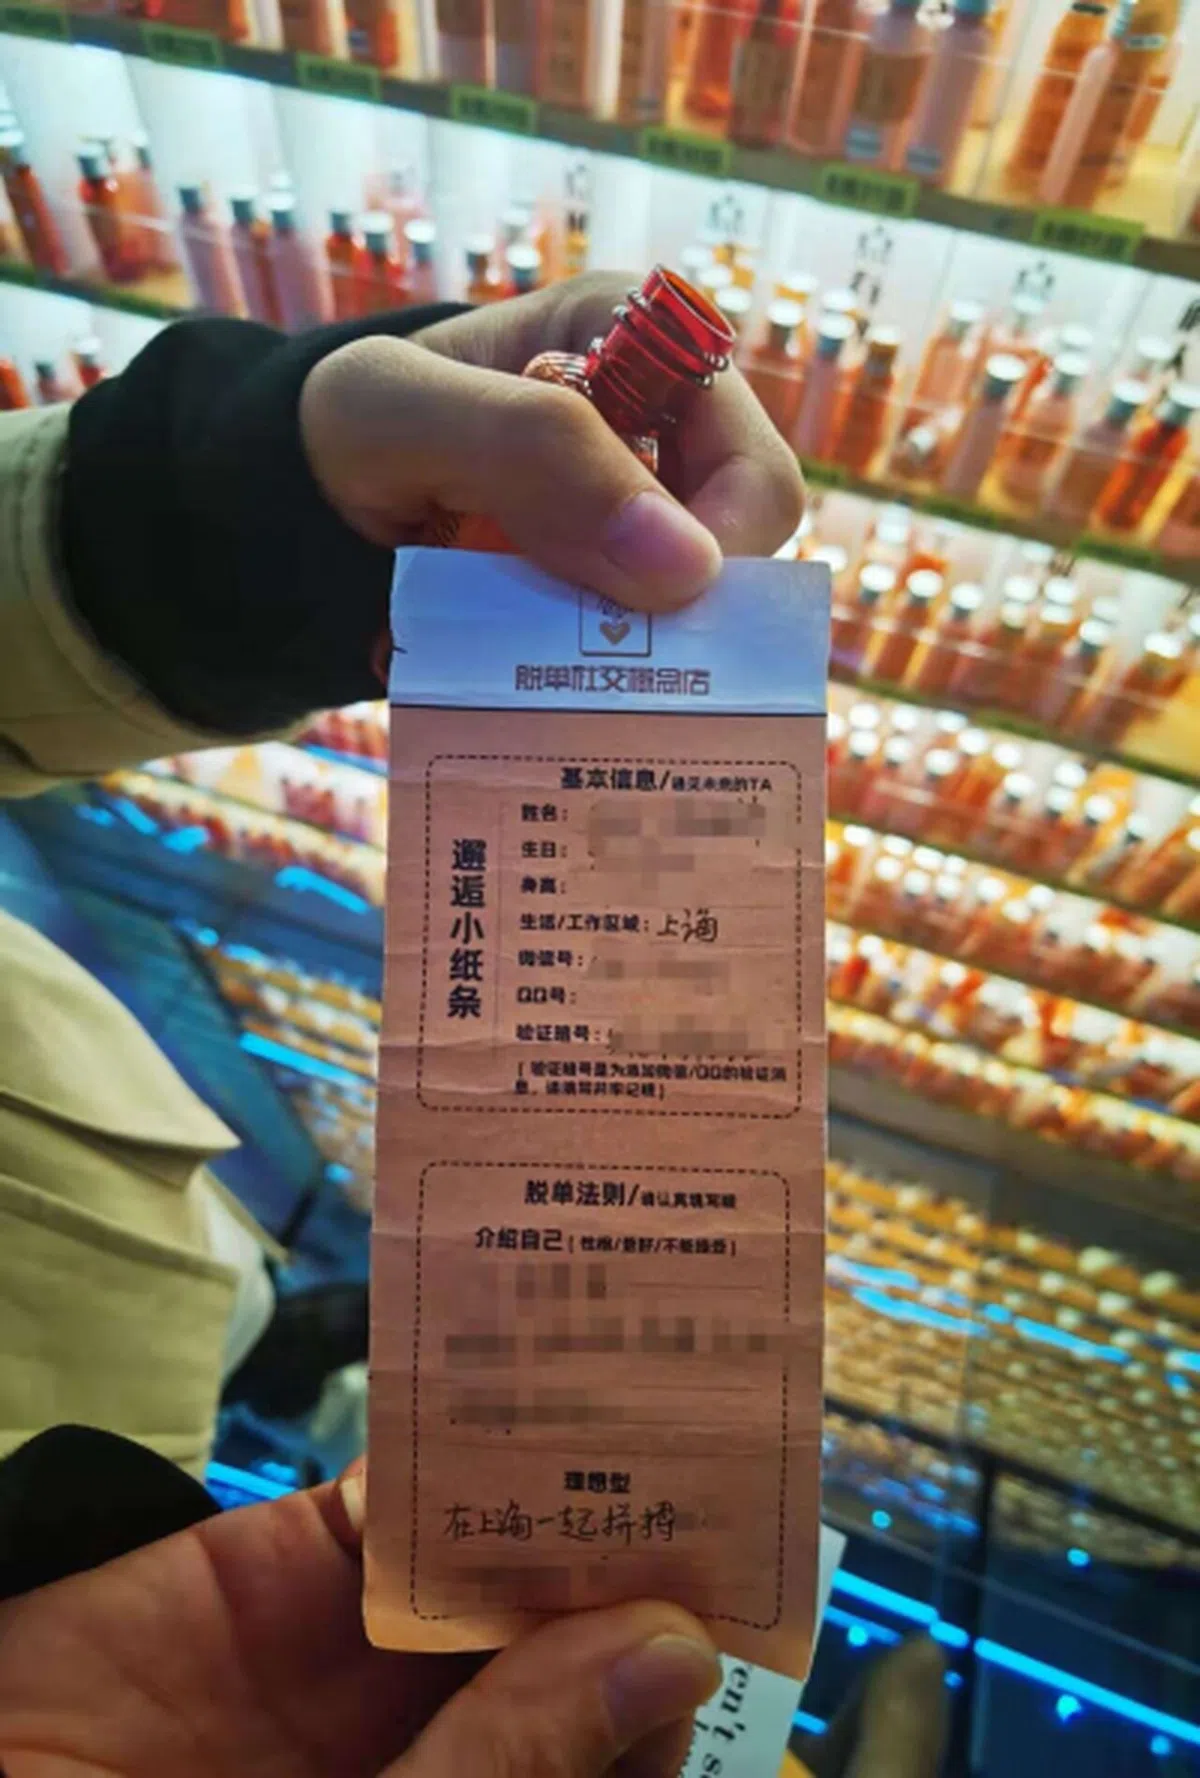 脱单社交概念店
基本信息/遇见未来的TA
邂逅小纸条
姓名：
生日：
身高：
生活/工作区域：上海
微信号：
QQ号：
验证暗号：
[ 验证暗号是为添加微信/QQ的验证消
息，请填写并牢记哦 ]
脱单法则/请认真填写哦
介绍自己 [ 性格/爱好/不能接受 ]
理想型
在上海一起拼搏
en't s